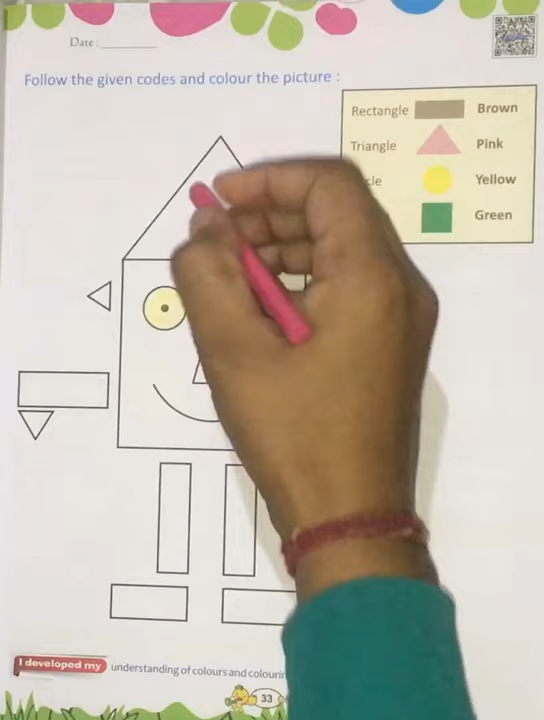 Date :
Follow the given codes and colour the picture :
Rectangle Brown
Triangle Pink
Yellow
Green
I developed my understanding of colours and
33